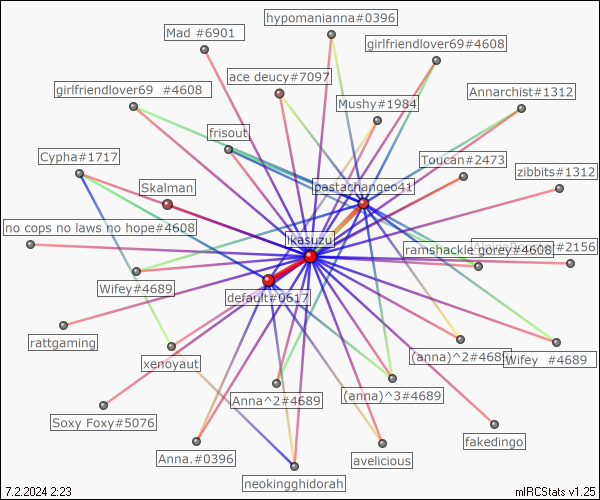 hypomanianna#0396
Mad #6901
girlfriendlover69#4608
ace deucy#7097
girlfriendlover69 #4608
Annarchist#1312
Mushy#1984
frisout
Cypha#1717
Toucan#2473
zibbits#1312
Skalman
pastachangeo41
no cops no laws no hope#4608
ikasuzu
ramshackle gorey#4608
#2156
Wifey#4689
default#0617
rattgaming
xenoyaut
(anna)^2#4689
Wifey #4689
Anna^2#4689
(anna)^3#4689
Soxy Foxy#5076
fakedingo
Anna.#0396
avelicious
neokingghidorah
7.2.2024 2:23
mIRCStats v1.25